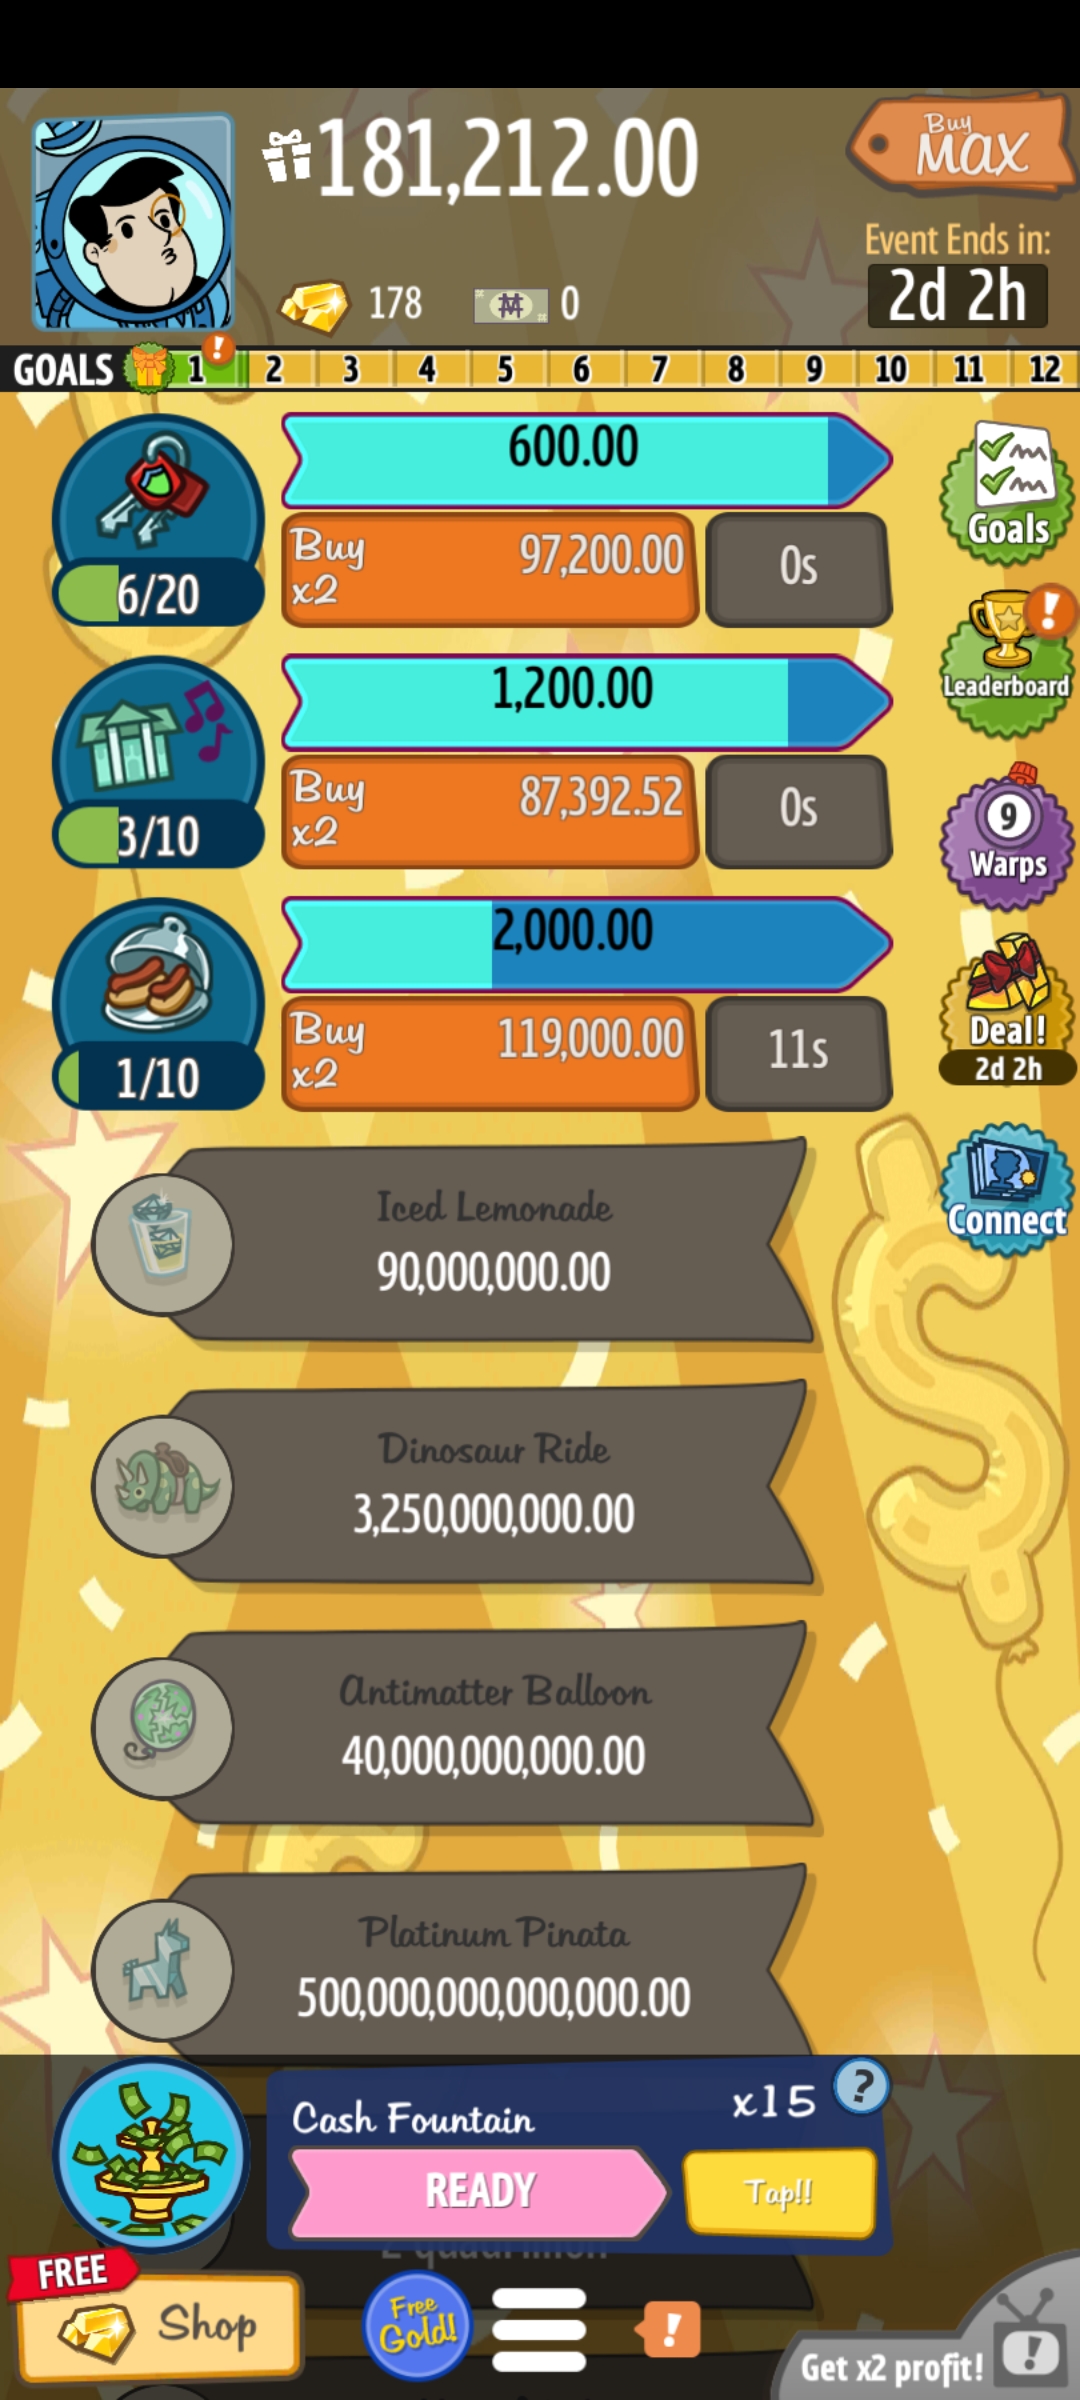 181,212.00
Buy
MAX
178
0
Event Ends in:
2d 2h
GOALS 1 ! 2 3 4 5 6 7 8 9 10 11 12
600.00
6/20
Buy
x2
97,200.00
0s
Goals
1,200.00
3/10
Buy
x2
87,392.52
0s
!
Leaderboard
9
Warps
2,000.00
1/10
Buy
x2
119,000.00
11s
Deal!
2d 2h
Connect
Iced Lemonade
90,000,000.00
Dinosaur Ride
3,250,000,000.00
Antimatter Balloon
40,000,000,000.00
Platinum Pinata
500,000,000,000,000.00
Cash Fountain
x15
?
READY
Tap!!
FREE
Shop
Free
Gold!
!
Get x2 profit!
!